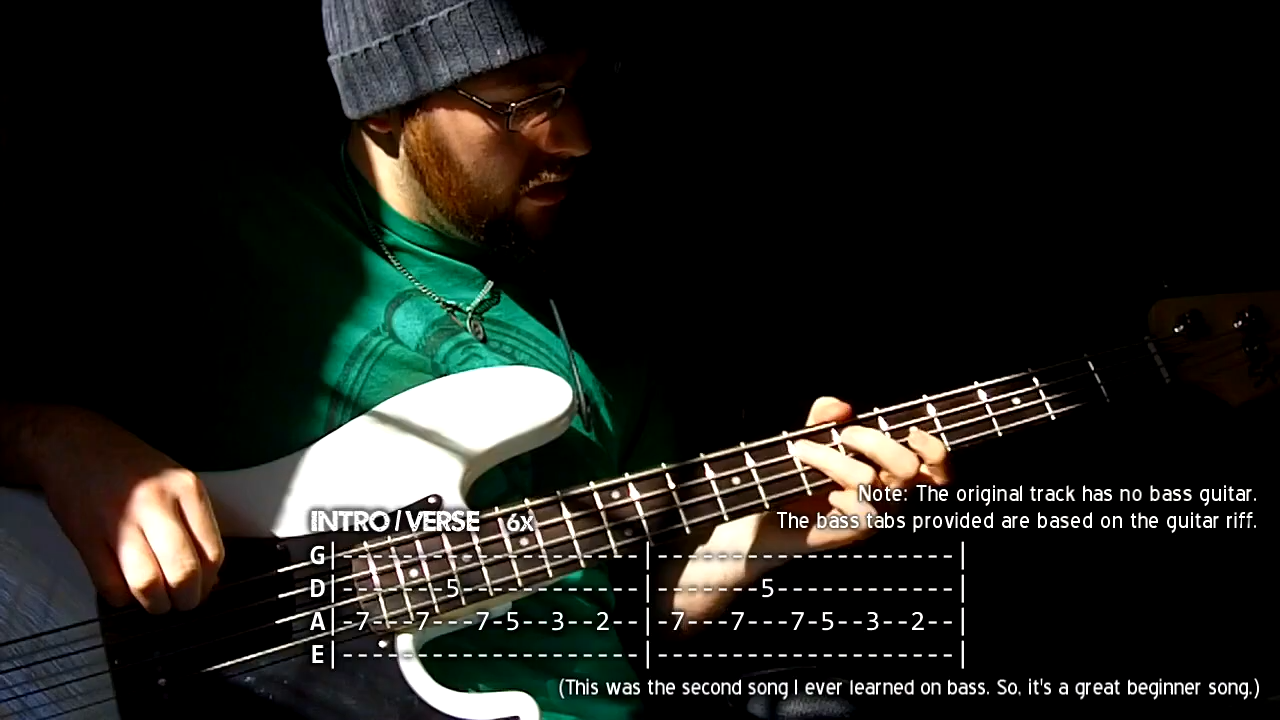 Note: The original track has no bass guitar.
The bass tabs provided are based on the guitar riff.
INTRO / VERSE 6x
G|--------------------|--------------------|
D|-------5------------|-------5------------|
A|-7---7---7-5--3--2--|-7---7---7-5--3--2--|
E|--------------------|--------------------|
(This was the second song I ever learned on bass. So, it's a great beginner song.)